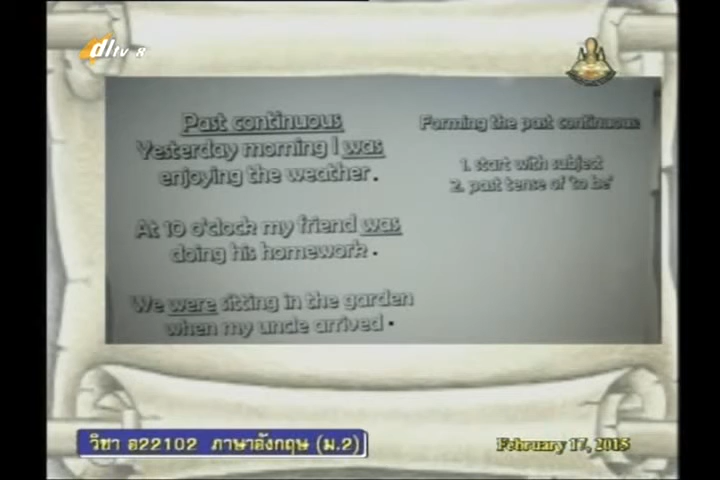 dltv 8
Past continuous
Yesterday morning I was
enjoying the weather.
At 10 o'clock my friend was
doing his homework.
We were sitting in the garden
when my uncle arrived.
Forming the past continuous
1. start with subject
2. past tense of 'to be'
วิชา อ22102 ภาษาอังกฤษ (ม.2)
February 17, 2015